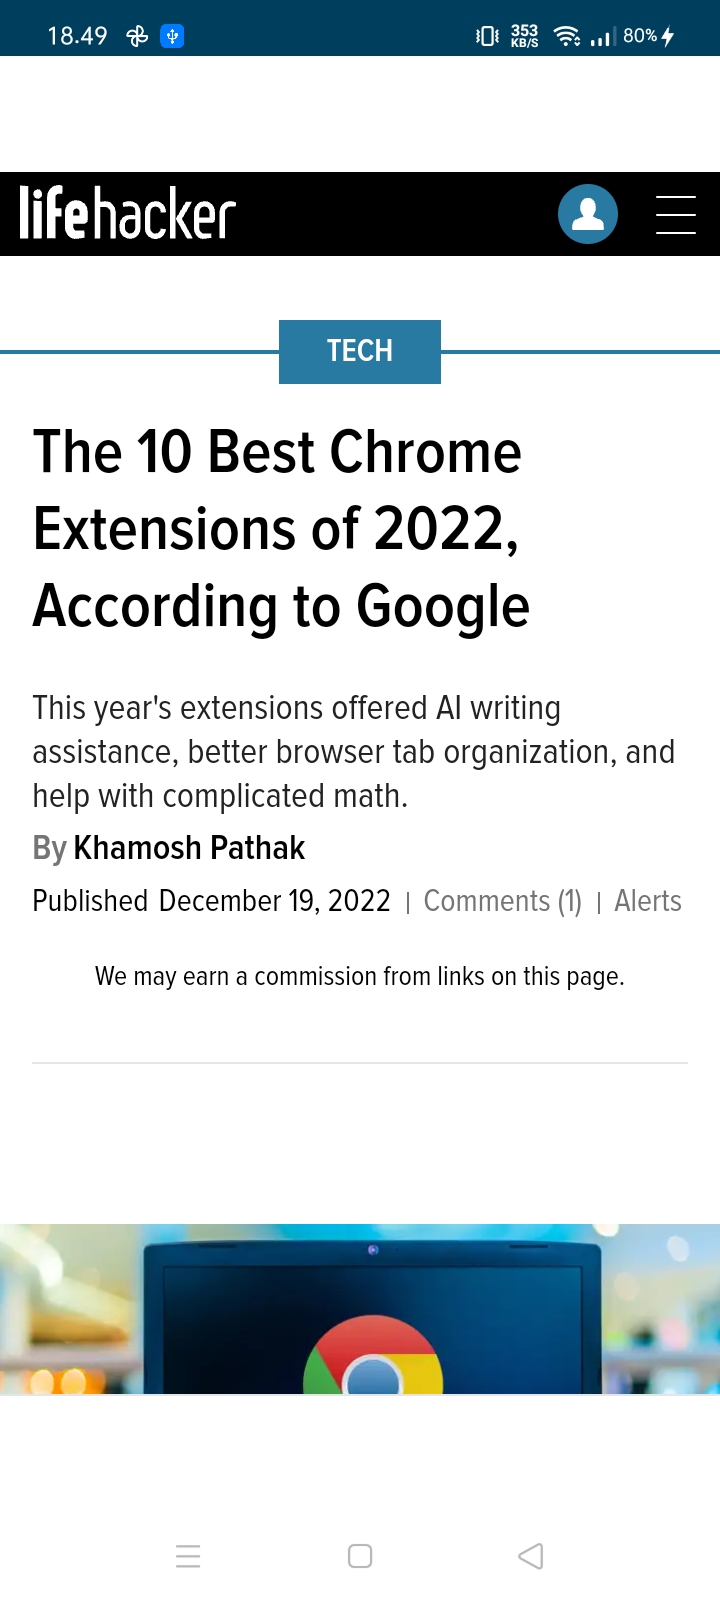 18.49
353
KB/S
80%
lifehacker
TECH
The 10 Best Chrome
Extensions of 2022,
According to Google
This year's extensions offered AI writing
assistance, better browser tab organization, and
help with complicated math.
By Khamosh Pathak
Published December 19, 2022 | Comments (1) | Alerts
We may earn a commission from links on this page.